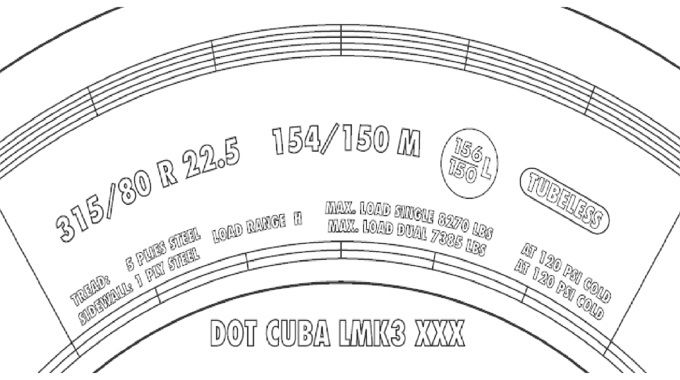 315/80 R 22.5
154/150 M
156
150 L
TUBELESS
TREAD: 5 PLIES STEEL
SIDEWALL: 1 PLY STEEL
LOAD RANGE H
MAX. LOAD SINGLE 8270 LBS AT 120 PSI COLD
MAX. LOAD DUAL 7385 LBS AT 120 PSI COLD
DOT CUBA LMK3 XXX